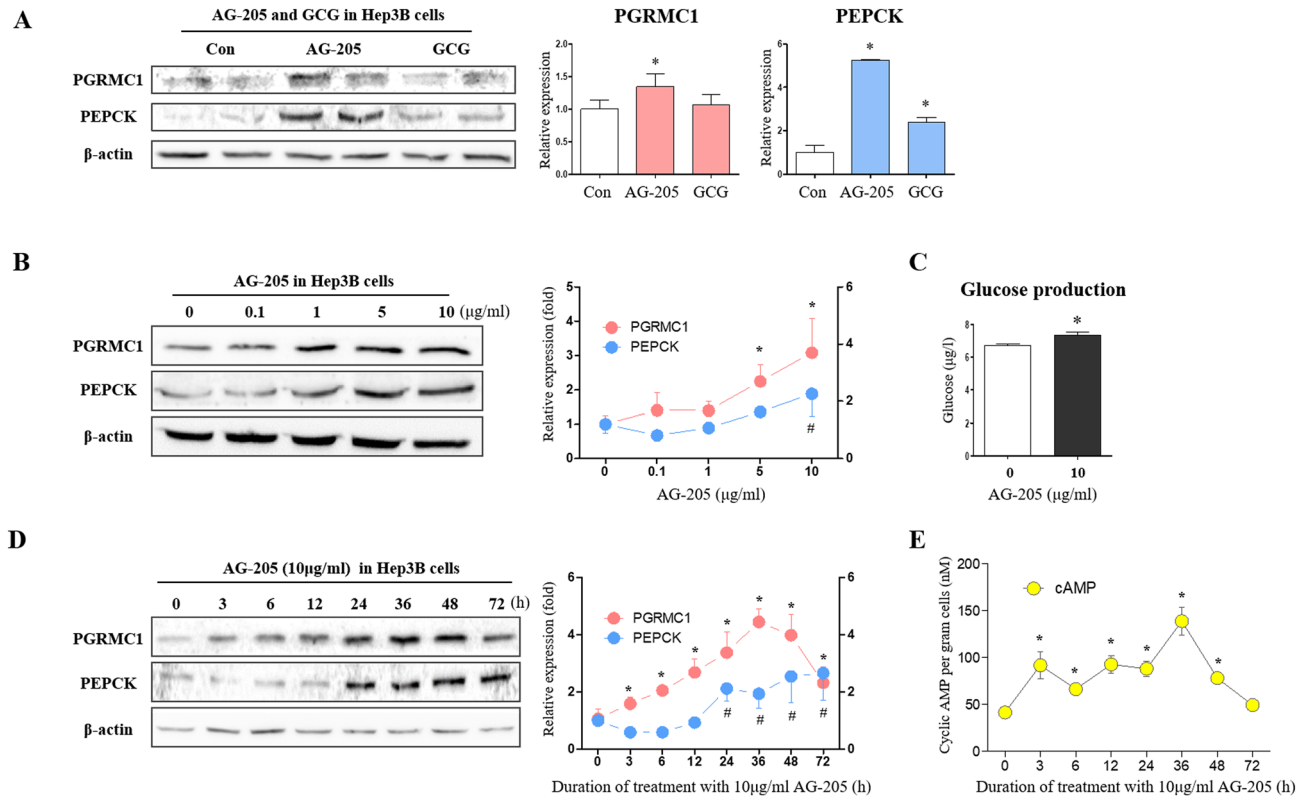 A
AG-205 and GCG in Hep3B cells
Con AG-205 GCG
PGRMC1
PEPCK
β-actin
PGRMC1
Relative expression
2.0
1.5
1.0
0.5
0.0
*
Con AG-205 GCG
PEPCK
Relative expression
6
4
2
0
* *
Con AG-205 GCG
B
AG-205 in Hep3B cells
0 0.1 1 5 10 (μg/ml)
PGRMC1
PEPCK
β-actin
Relative expression (fold)
5
4
3
2
1
0
6
4
2
0
PGRMC1
PEPCK
* *
#
0 0.1 1 5 10
AG-205 (μg/ml)
C
Glucose production
Glucose (μg/l)
8
6
4
2
0
*
0 10
AG-205 (μg/ml)
D
AG-205 (10μg/ml) in Hep3B cells
0 3 6 12 24 36 48 72 (h)
PGRMC1
PEPCK
β-actin
Relative expression (fold)
6
4
2
0
6
4
2
0
PGRMC1
PEPCK
* * * * * * *
# # # #
0 3 6 12 24 36 48 72
Duration of treatment with 10μg/ml AG-205 (h)
E
Cyclic AMP per gram cells (nM)
200
150
100
50
0
cAMP
* * * * * *
0 3 6 12 24 36 48 72
Duration of treatment with 10μg/ml AG-205 (h)